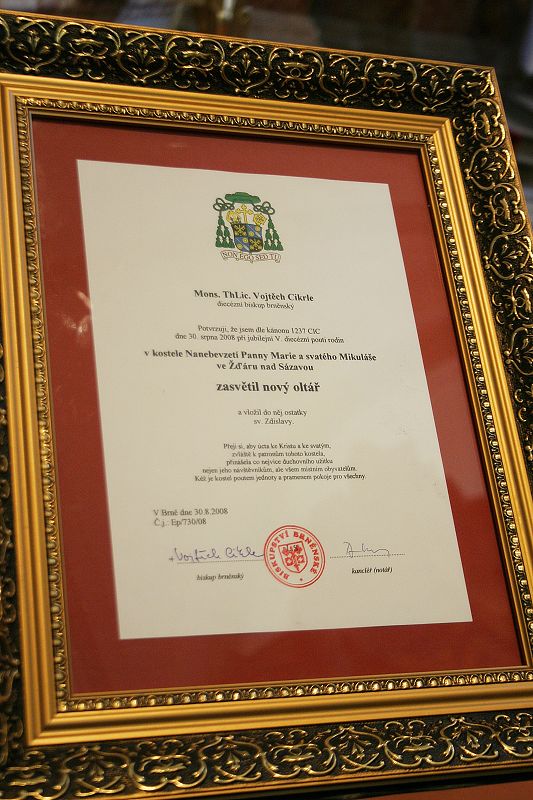 NON EGO SED TU
Mons. ThLic. Vojtěch Cikrle
diecézní biskup brněnský
Potvrzuji, že jsem dle kánonu 1237 CIC
dne 30. srpna 2008 při jubilejní V. diecézní pouti rodin
v kostele Nanebevzetí Panny Marie a svatého Mikuláše
ve Žďáru nad Sázavou
zasvětil nový oltář
a vložil do něj ostatky
sv. Zdislavy.
Přeji si, aby úcta ke Kristu a ke svatým,
zvláště k patronům tohoto kostela,
přinášela co nejvíce duchovního užitku
nejen jeho návštěvníkům, ale všem místním obyvatelům.
Kéž je kostel poutem jednoty a pramenem pokoje pro všechny.
V Brně dne 30.8.2008
Č.j.: Ep/730/08
+Vojtěch Cikrle
BISKUPSTVÍ BRNĚNSKÉ
biskup brněnský
kancléř (notář)